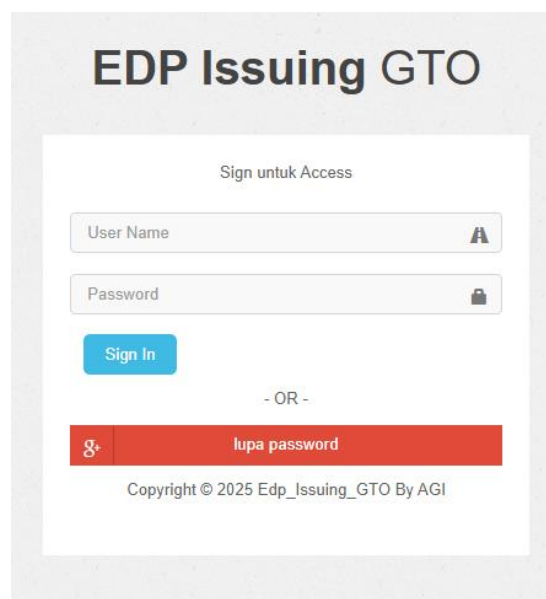 EDP Issuing GTO
Sign untuk Access
User Name
Password
Sign In
- OR -
g+ lupa password
Copyright © 2025 Edp_Issuing_GTO By AGI